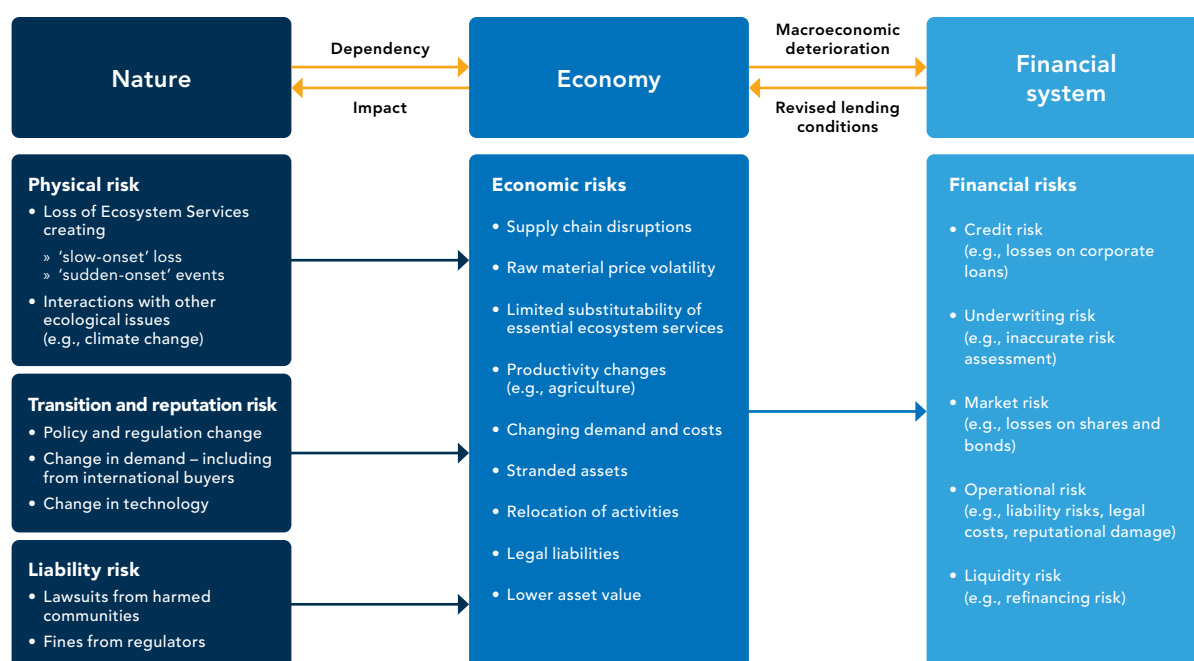 Nature
Dependency
Impact
Economy
Macroeconomic
deterioration
Revised lending
conditions
Financial
system
Physical risk
• Loss of Ecosystem Services
creating
» ‘slow-onset’ loss
» ‘sudden-onset’ events
• Interactions with other
ecological issues
(e.g., climate change)
Transition and reputation risk
• Policy and regulation change
• Change in demand – including
from international buyers
• Change in technology
Liability risk
• Lawsuits from harmed
communities
• Fines from regulators
Economic risks
• Supply chain disruptions
• Raw material price volatility
• Limited substitutability of
essential ecosystem services
• Productivity changes
(e.g., agriculture)
• Changing demand and costs
• Stranded assets
• Relocation of activities
• Legal liabilities
• Lower asset value
Financial risks
• Credit risk
(e.g., losses on corporate
loans)
• Underwriting risk
(e.g., inaccurate risk
assessment)
• Market risk
(e.g., losses on shares and
bonds)
• Operational risk
(e.g., liability risks, legal
costs, reputational damage)
• Liquidity risk
(e.g., refinancing risk)